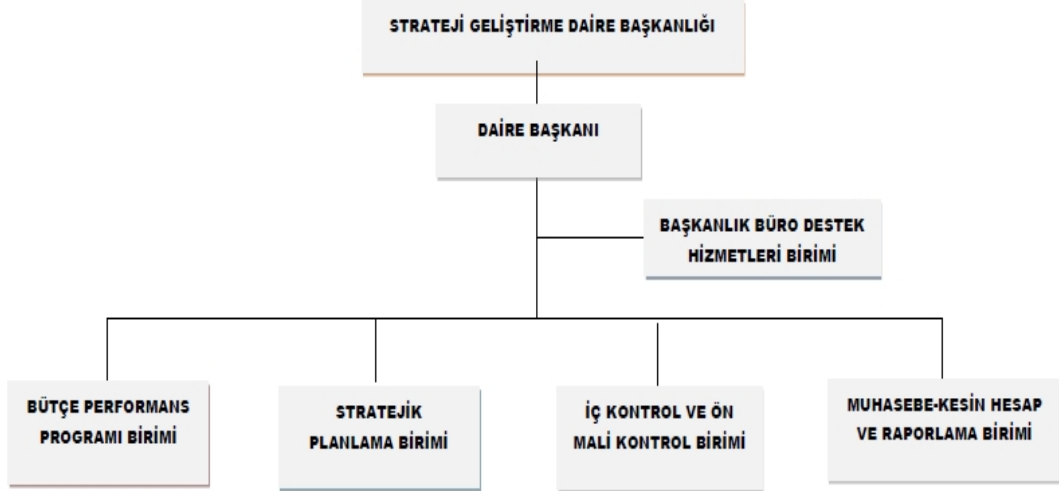 STRATEJİ GELİŞTİRME DAİRE BAŞKANLIĞI
DAİRE BAŞKANI
BAŞKANLIK BÜRO DESTEK
HİZMETLERİ BİRİMİ
BÜTÇE PERFORMANS
PROGRAMI BİRİMİ
STRATEJİK
PLANLAMA BİRİMİ
İÇ KONTROL VE ÖN
MALİ KONTROL BİRİMİ
MUHASEBE-KESİN HESAP
VE RAPORLAMA BİRİMİ